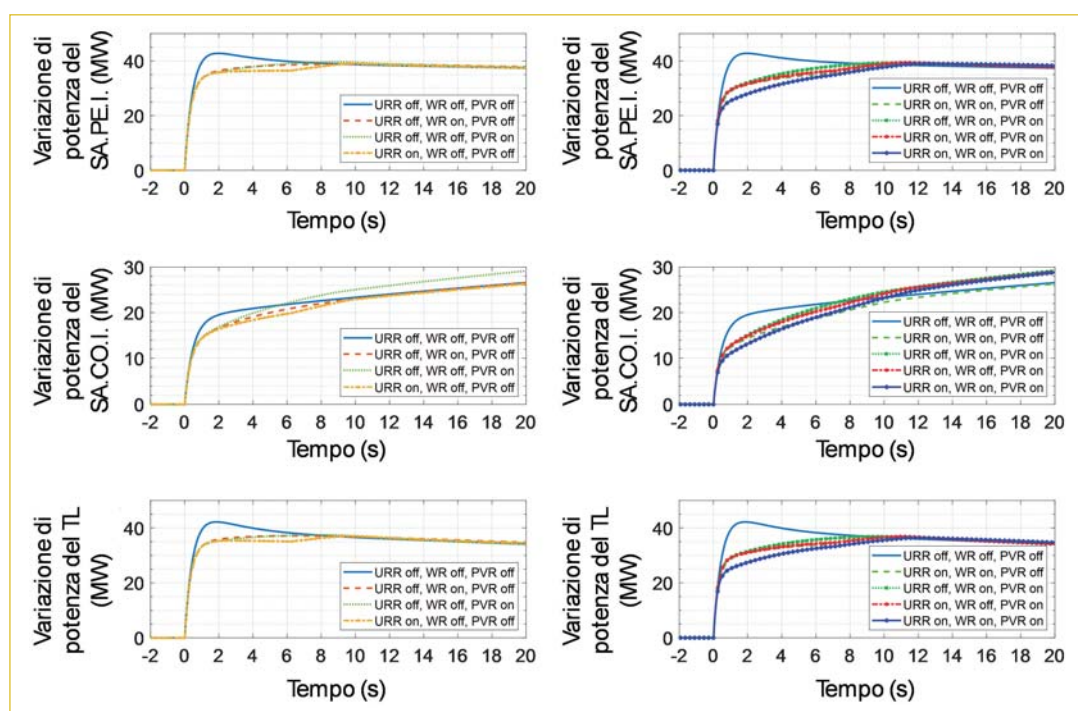 Variazione di
potenza del
SA.PE.I. (MW)
40
20
0
URR off, WR off, PVR off
URR off, WR on, PVR off
URR off, WR off, PVR on
URR on, WR off, PVR off
-2 0 2 4 6 8 10 12 14 16 18 20
Tempo (s)
Variazione di
potenza del
SA.PE.I. (MW)
40
20
0
URR off, WR off, PVR off
URR on, WR on, PVR off
URR off, WR on, PVR on
URR on, WR off, PVR on
URR on, WR on, PVR on
-2 0 2 4 6 8 10 12 14 16 18 20
Tempo (s)
Variazione di
potenza del
SA.CO.I. (MW)
30
20
10
0
URR off, WR off, PVR off
URR off, WR on, PVR off
URR off, WR off, PVR on
URR on, WR off, PVR off
-2 0 2 4 6 8 10 12 14 16 18 20
Tempo (s)
Variazione di
potenza del
SA.CO.I. (MW)
30
20
10
0
URR off, WR off, PVR off
URR on, WR on, PVR off
URR off, WR on, PVR on
URR on, WR off, PVR on
URR on, WR on, PVR on
-2 0 2 4 6 8 10 12 14 16 18 20
Tempo (s)
Variazione di
potenza del TL
(MW)
40
20
0
URR off, WR off, PVR off
URR off, WR on, PVR off
URR off, WR off, PVR on
URR on, WR off, PVR off
-2 0 2 4 6 8 10 12 14 16 18 20
Tempo (s)
Variazione di
potenza del TL
(MW)
40
20
0
URR off, WR off, PVR off
URR on, WR on, PVR off
URR off, WR on, PVR on
URR on, WR off, PVR on
URR on, WR on, PVR on
-2 0 2 4 6 8 10 12 14 16 18 20
Tempo (s)